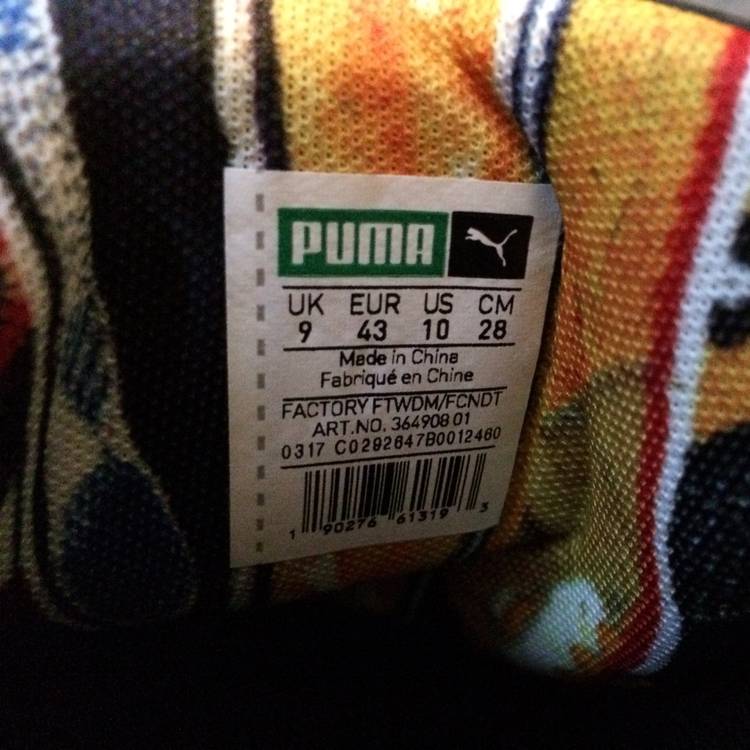 PUMA
UK EUR US CM
9 43 10 28
Made in China
Fabriqué en Chine
FACTORY FTWDM/FCNDT
ART.NO. 364908 01
0317 C0292647B0012460
1 90276 61319 3